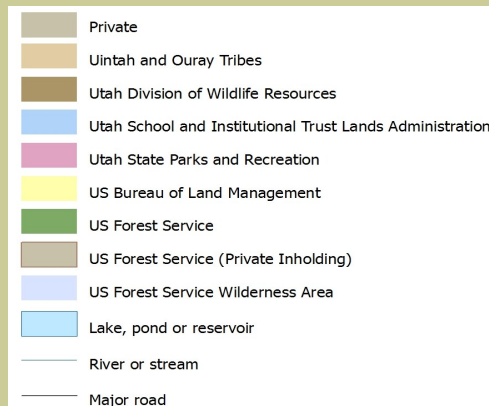 Private
Uintah and Ouray Tribes
Utah Division of Wildlife Resources
Utah School and Institutional Trust Lands Administration
Utah State Parks and Recreation
US Bureau of Land Management
US Forest Service
US Forest Service (Private Inholding)
US Forest Service Wilderness Area
Lake, pond or reservoir
River or stream
Major road